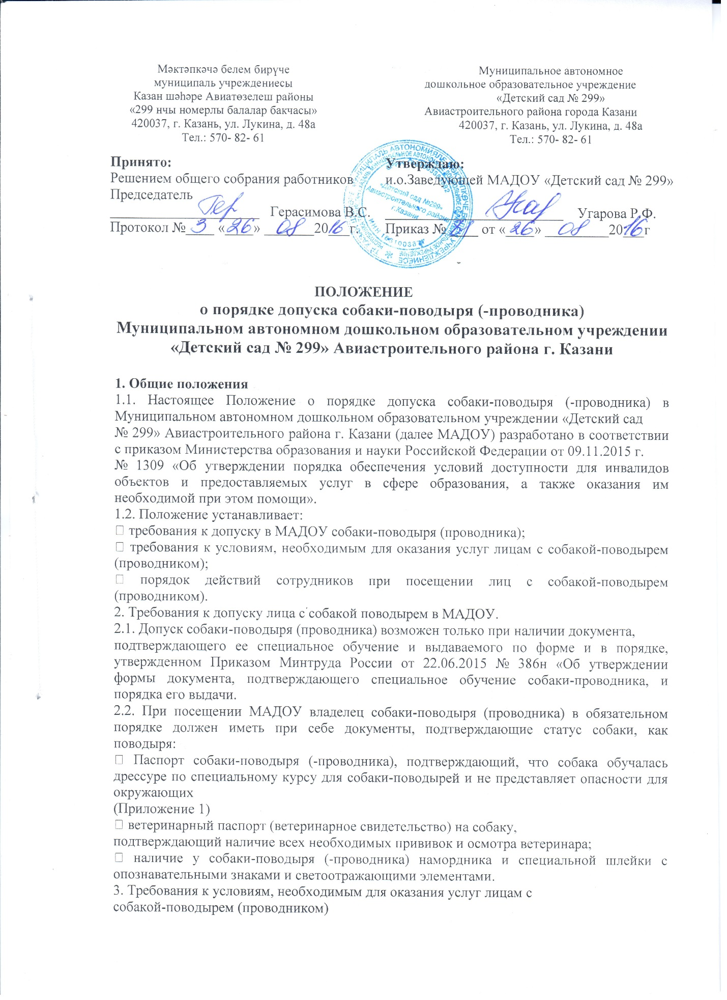 Мәктәпкәчә белем бирүче
муниципаль учреждениесы
Казан шәһәре Авиатөзелеш районы
«299 нчы номерлы балалар бакчасы»
420037, г. Казань, ул. Лукина, д. 48а
Тел.: 570- 82- 61
Муниципальное автономное
дошкольное образовательное учреждение
«Детский сад № 299»
Авиастроительного района города Казани
420037, г. Казань, ул. Лукина, д. 48а
Тел.: 570- 82- 61
Принято:
Решением общего собрания работников
Председатель
Герасимова В.С.
Протокол № 3 «26» 08 2016г.
Утверждаю:
и.о.Заведующей МАДОУ «Детский сад № 299»
Угарова Р.Ф.
Приказ № от «26» 08 2016г
«Детский сад №299»
Авиастроительного района
г.Казани
ПОЛОЖЕНИЕ
о порядке допуска собаки-поводыря (-проводника)
Муниципальном автономном дошкольном образовательном учреждении
«Детский сад № 299» Авиастроительного района г. Казани
1. Общие положения
1.1. Настоящее Положение о порядке допуска собаки-поводыря (-проводника) в
Муниципальном автономном дошкольном образовательном учреждении «Детский сад
№ 299» Авиастроительного района г. Казани (далее МАДОУ) разработано в соответствии
с приказом Министерства образования и науки Российской Федерации от 09.11.2015 г.
№ 1309 «Об утверждении порядка обеспечения условий доступности для инвалидов
объектов и предоставляемых услуг в сфере образования, а также оказания им
необходимой при этом помощи».
1.2. Положение устанавливает:
требования к допуску в МАДОУ собаки-поводыря (проводника);
требования к условиям, необходимым для оказания услуг лицам с собакой-поводырем
(проводником);
порядок действий сотрудников при посещении лиц с собакой-поводырем
(проводником).
2. Требования к допуску лица с собакой поводырем в МАДОУ.
2.1. Допуск собаки-поводыря (проводника) возможен только при наличии документа,
подтверждающего ее специальное обучение и выдаваемого по форме и в порядке,
утвержденном Приказом Минтруда России от 22.06.2015 № 386н «Об утверждении
формы документа, подтверждающего специальное обучение собаки-проводника, и
порядка его выдачи.
2.2. При посещении МАДОУ владелец собаки-поводыря (проводника) в обязательном
порядке должен иметь при себе документы, подтверждающие статус собаки, как
поводыря:
Паспорт собаки-поводыря (-проводника), подтверждающий, что собака обучалась
дрессуре по специальному курсу для собаки-поводырей и не представляет опасности для
окружающих
(Приложение 1)
ветеринарный паспорт (ветеринарное свидетельство) на собаку,
подтверждающий наличие всех необходимых прививок и осмотра ветеринара;
наличие у собаки-поводыря (-проводника) намордника и специальной шлейки с
опознавательными знаками и светоотражающими элементами.
3. Требования к условиям, необходимым для оказания услуг лицам с
собакой-поводырем (проводником)